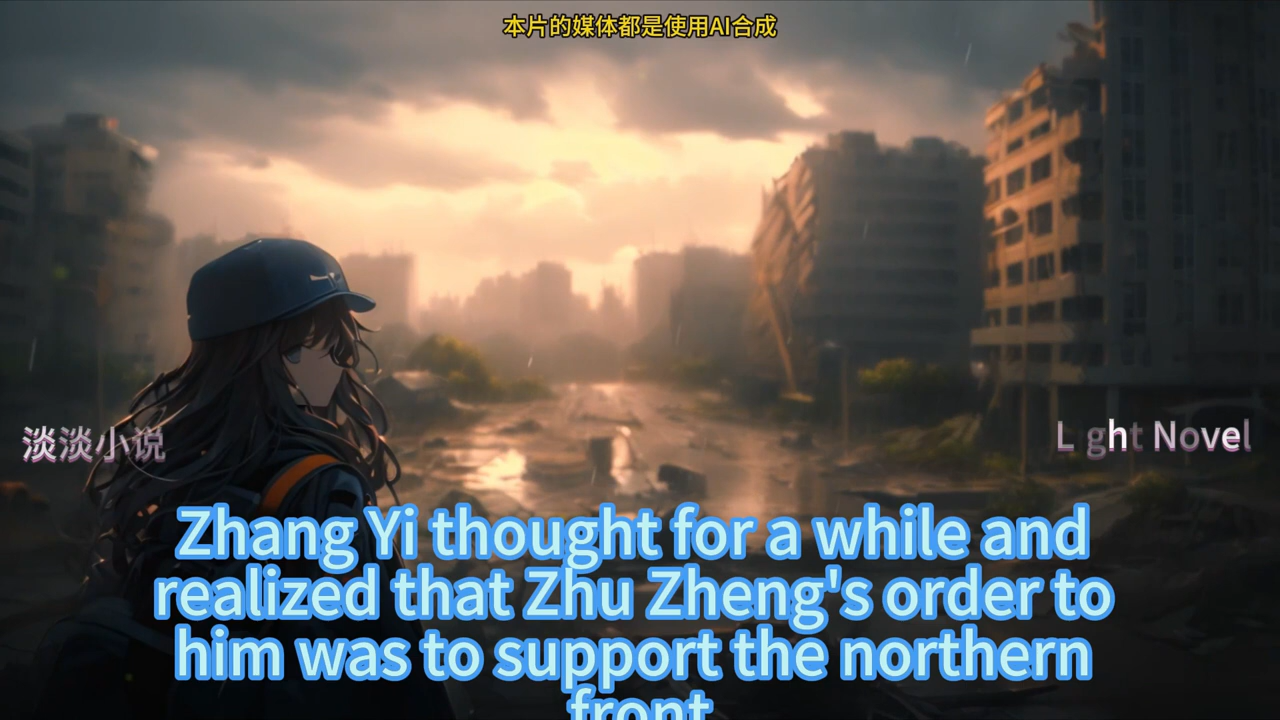 本片的媒体都是使用AI合成
淡淡小说
L ght Novel
Zhang Yi thought for a while and
realized that Zhu Zheng's order to
him was to support the northern
front